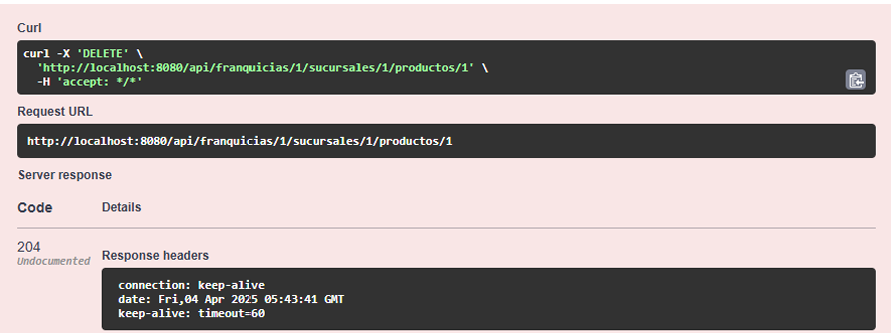 Curl
curl -X 'DELETE' \
'http://localhost:8080/api/franquicias/1/sucursales/1/productos/1' \
-H 'accept: */*'
Request URL
http://localhost:8080/api/franquicias/1/sucursales/1/productos/1
Server response
Code Details
204
Undocumented
Response headers
connection: keep-alive
date: Fri,04 Apr 2025 05:43:41 GMT
keep-alive: timeout=60